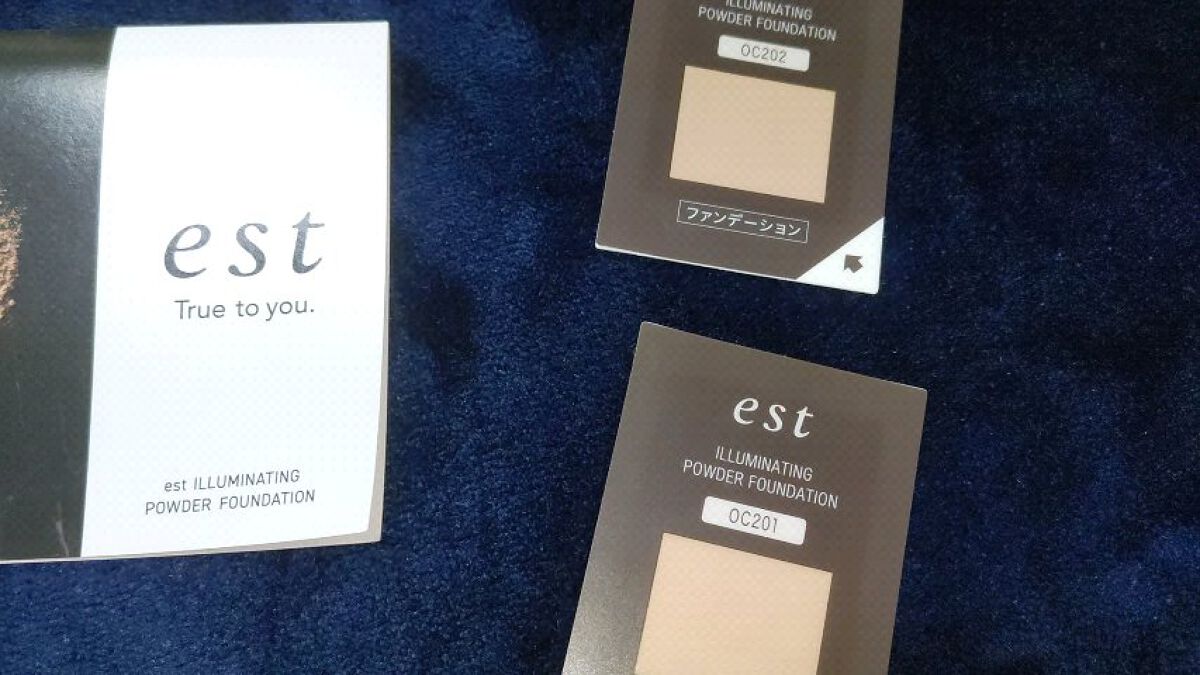 est
True to you.
est ILLUMINATING
POWDER FOUNDATION
ILLUMINATING
POWDER FOUNDATION
OC202
ファンデーション
est
ILLUMINATING
POWDER FOUNDATION
OC201